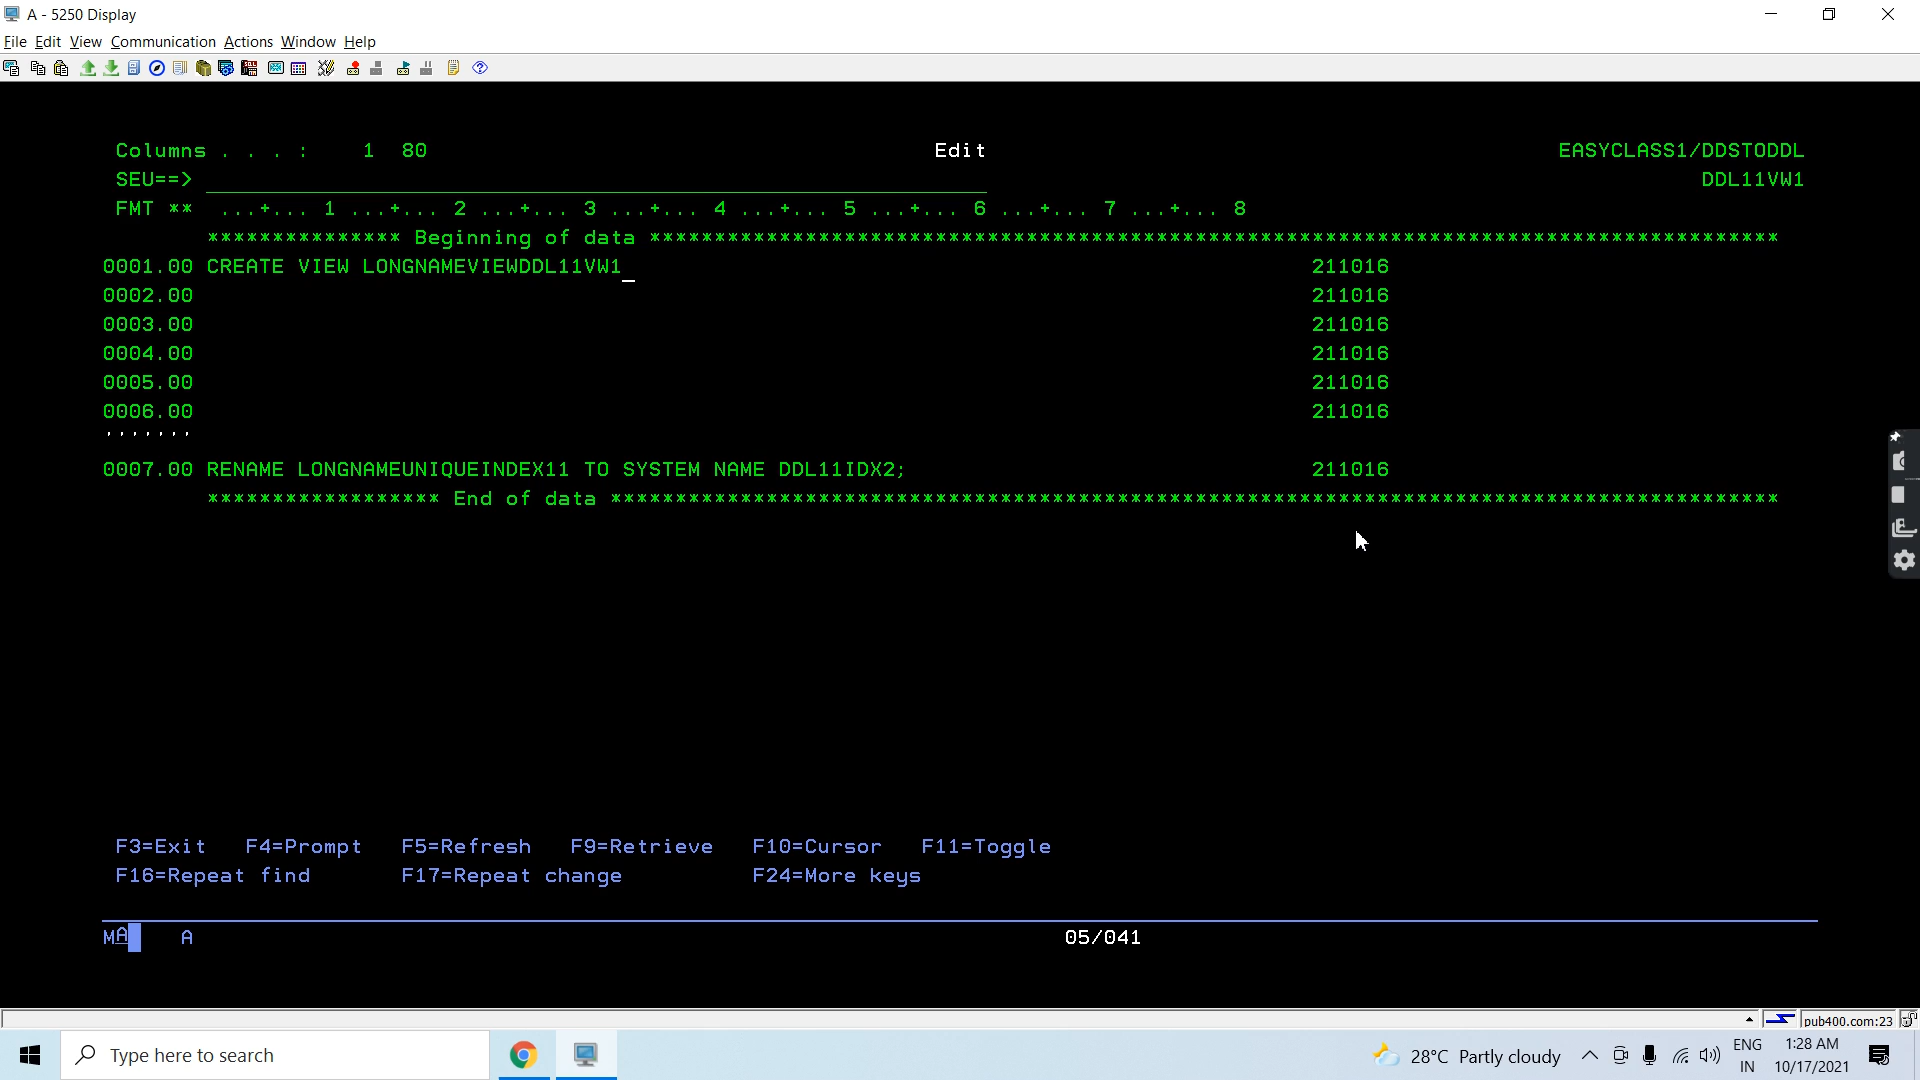 A - 5250 Display
File Edit View Communication Actions Window Help
Columns . . . : 1 80 Edit EASYCLASS1/DDSTODDL
SEU==> DDL11VW1
FMT ** ...+... 1 ...+... 2 ...+... 3 ...+... 4 ...+... 5 ...+... 6 ...+... 7 ...+... 8
*************** Beginning of data ***************************************************************************************
0001.00 CREATE VIEW LONGNAMEVIEWDDL11VW1_ 211016
0002.00 211016
0003.00 211016
0004.00 211016
0005.00 211016
0006.00 211016
.......
0007.00 RENAME LONGNAMEUNIQUEINDEX11 TO SYSTEM NAME DDL11IDX2; 211016
****************** End of data ******************************************************************************************
F3=Exit F4=Prompt F5=Refresh F9=Retrieve F10=Cursor F11=Toggle
F16=Repeat find F17=Repeat change F24=More keys
MA A 05/041
pub400.com:23
Type here to search 28°C Partly cloudy ENG IN 1:28 AM 10/17/2021